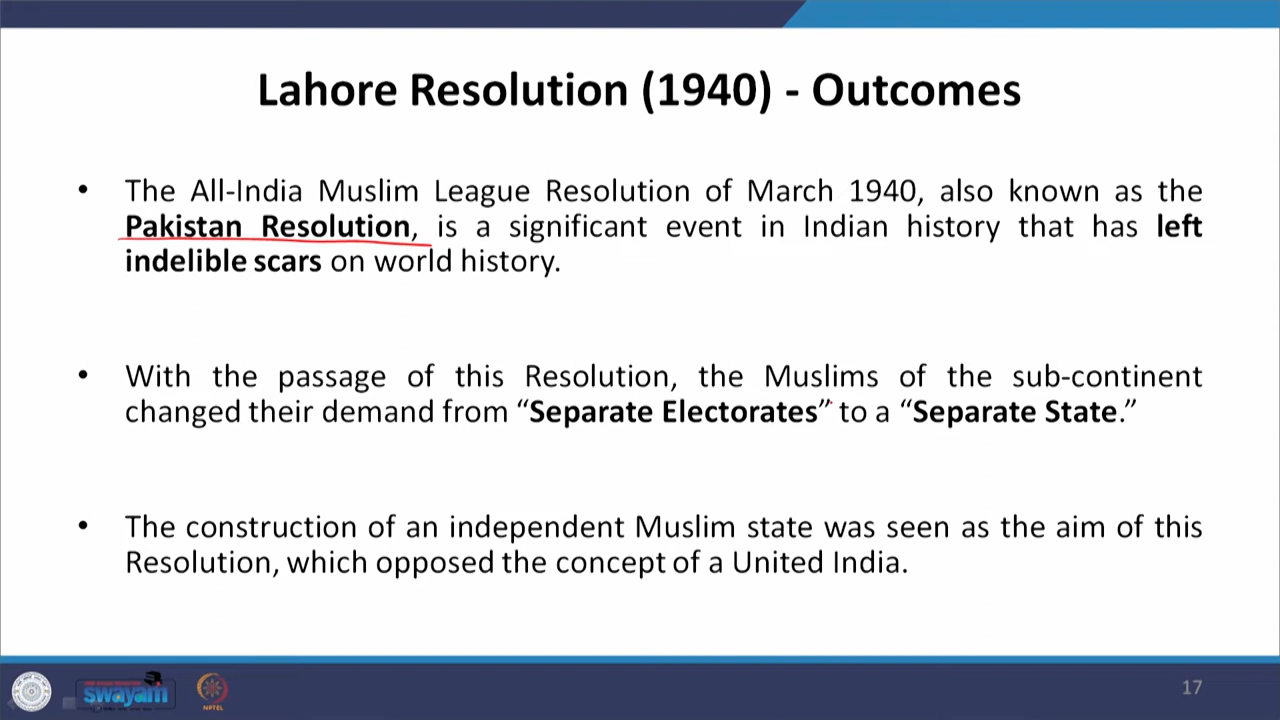 Lahore Resolution (1940) - Outcomes
• The All-India Muslim League Resolution of March 1940, also known as the
Pakistan Resolution, is a significant event in Indian history that has left
indelible scars on world history.
• With the passage of this Resolution, the Muslims of the sub-continent
changed their demand from “Separate Electorates” to a “Separate State.”
• The construction of an independent Muslim state was seen as the aim of this
Resolution, which opposed the concept of a United India.
swayam
NPTEL
17